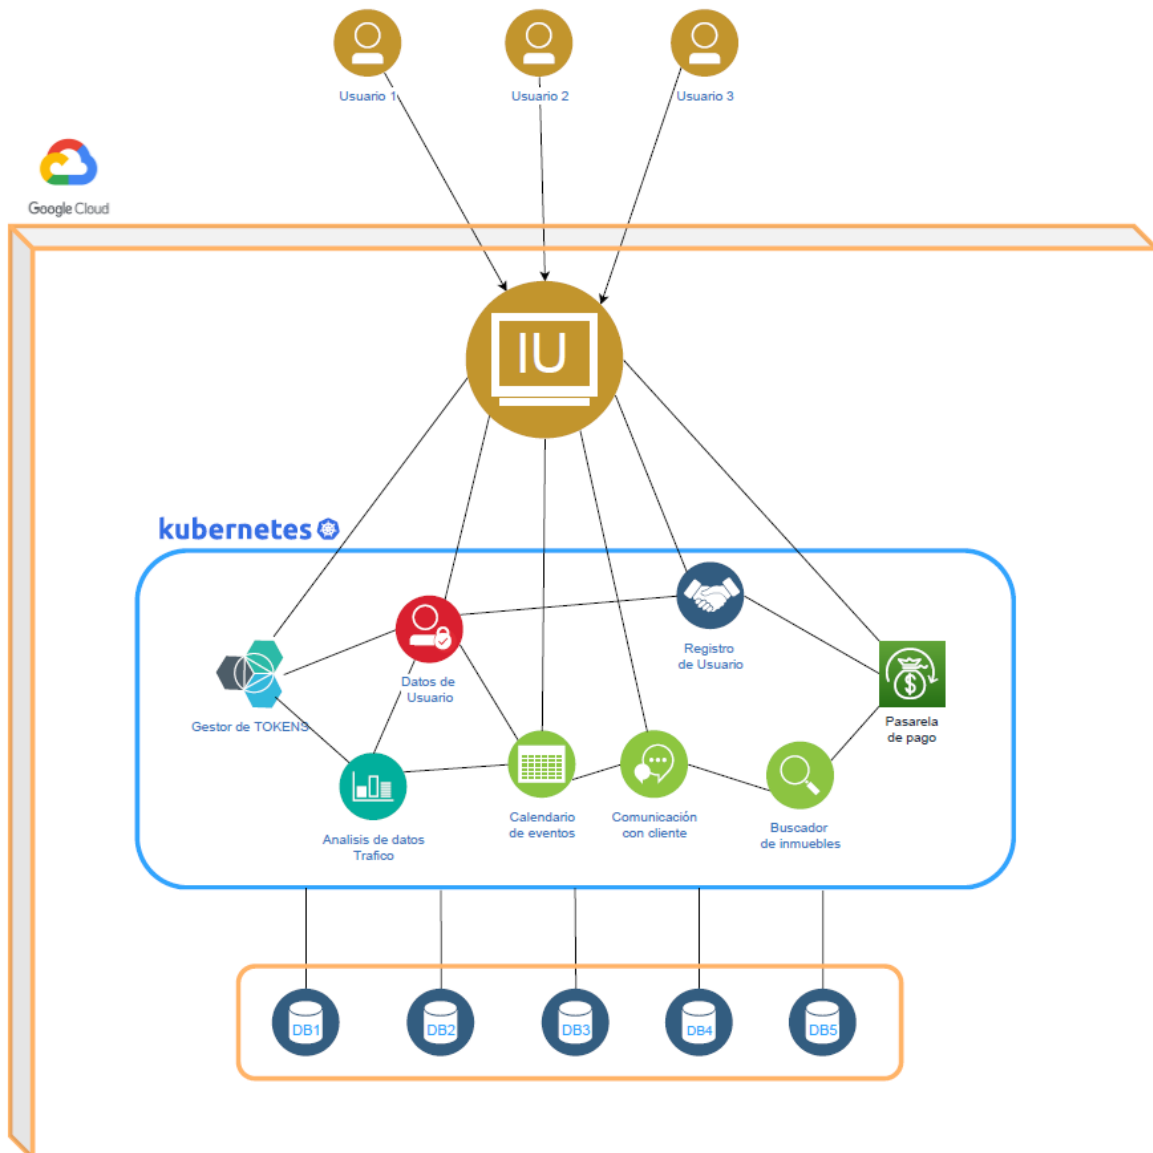 Usuario 1
Usuario 2
Usuario 3
Google Cloud
IU
kubernetes
Registro
de Usuario
Datos de
Usuario
Gestor de TOKENS
Pasarela
de pago
Calendario
de eventos
Comunicación
con cliente
Buscador
de inmuebles
Analisis de datos
Trafico
DB1
DB2
DB3
DB4
DB5